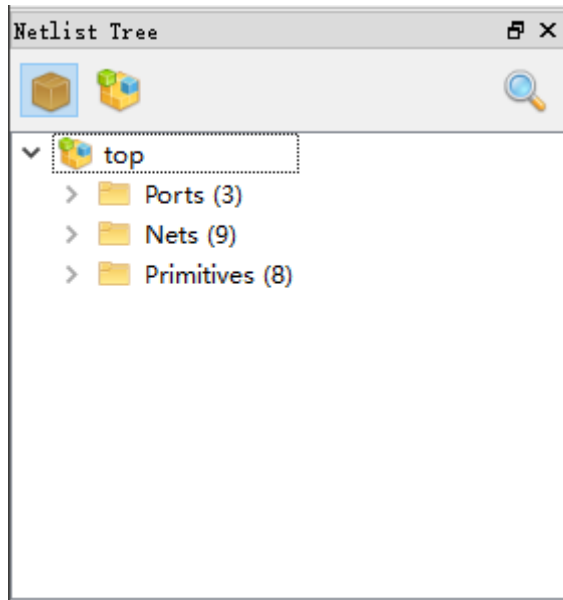 Netlist Tree
top
Ports (3)
Nets (9)
Primitives (8)